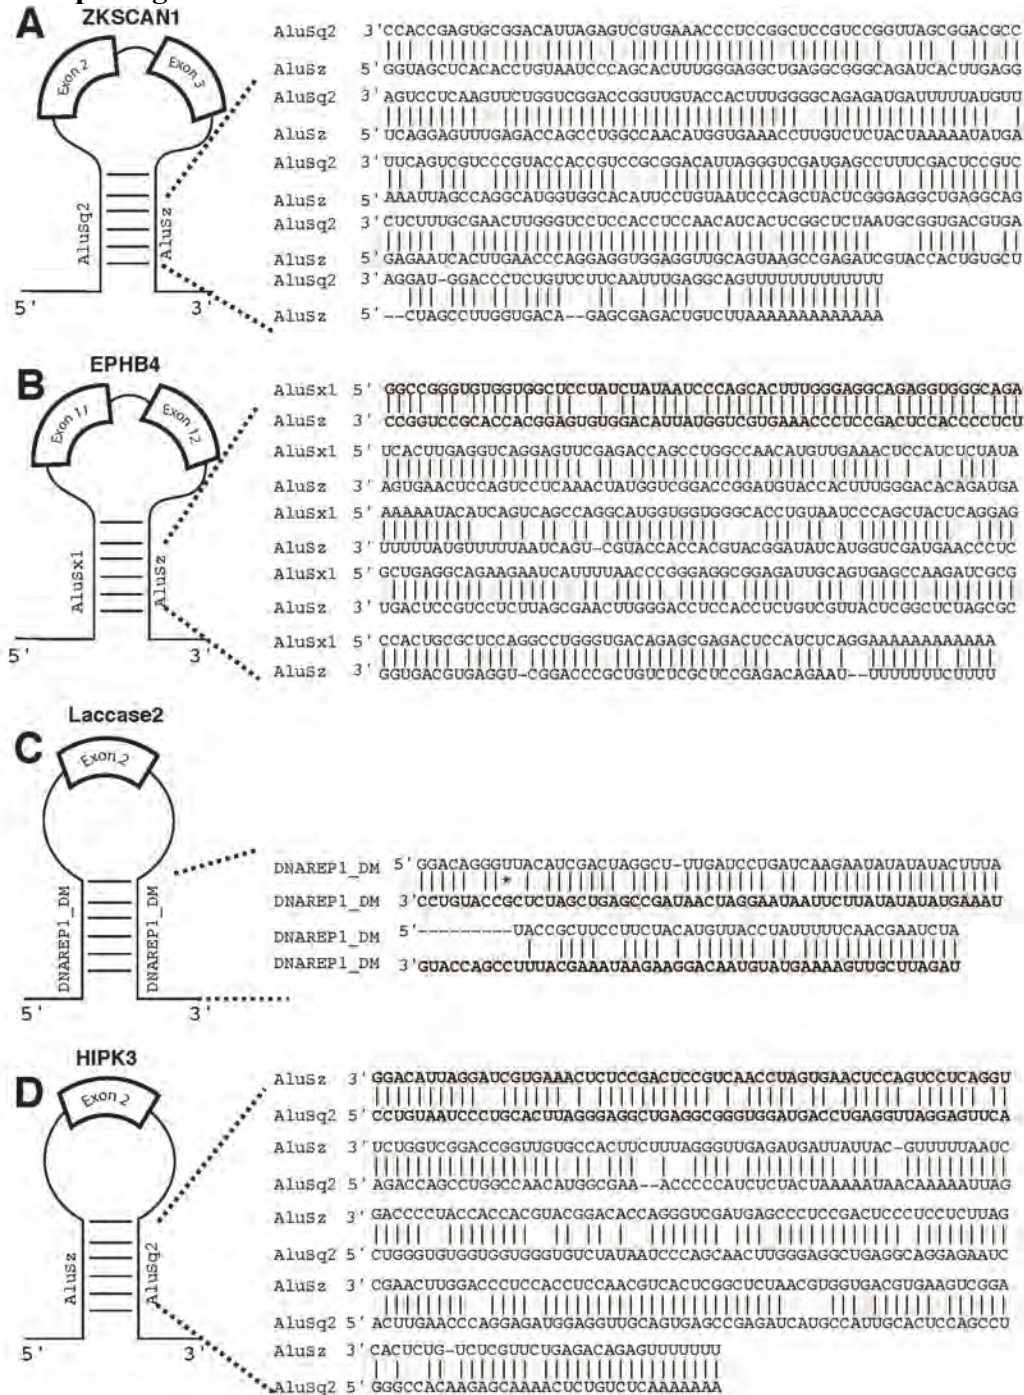 A ZKSCAN1
Exon 2 Exon 3
AluSq2 AluSz
5' 3'
AluSq2 3'CCACCGAGUGCGGACAUUAGAGUCGUGAAACCCUCCGGCUCCGUCCGGUUAGCGGACGCC
AluSz 5'GGUAGCUCACACCUGUAAUCCCAGCACUUUGGGAGGCUGAGGCGGGCAGAUCACUUGAGG
AluSq2 3'AGUCCUCAAGUUCUGGUCGGACCGGUUGUACCACUUUGGGGCAGAGAUGAUUUUUAUGUU
AluSz 5'UCAGGAGUUUGAGACCAGCCUGGCCAACAUGGUGAAACCUUGUCUCUACUAAAAAUAUGA
AluSq2 3'UUCAGUCGUCCCGUACCACCGUCCGCGGACAUUAGGGUCGAUGAGCCUUUCGACUCCGUC
AluSz 5'AAAUUAGCCAGGCAUGGUGGCACAUUCCUGUAAUCCCAGCUACUCGGGAGGCUGAGGCAG
AluSq2 3'CUCUUUGCGAACUUGGGUCCUCCACCUCCAACAUCACUCGGCUCUAAUGCGGUGACGUGA
AluSz 5'GAGAAUCACUUGAACCCAGGAGGUGGAGGUUGCAGUAAGCCGAGAUCGUACCACUGUGCU
AluSq2 3'AGGAU-GGACCCUCUGUUCUUCAAUUUGAGGCAGUUUUUUUUUUUUUU
AluSz 5'--CUAGCCUUGGUGACA--GAGCGAGACUGUCUUAAAAAAAAAAAAAA
B EPHB4
Exon 11 Exon 12
AluSx1 AluSz
5' 3'
AluSx1 5'GGCCGGGUGUGGUGGCUCCUAUCUAUAAUCCCAGCACUUUGGGAGGCAGAGGUGGGCAGA
AluSz 3'CCGGUCCGCACCACGGAGUGUGGACAUUAUGGUCGUGAAACCCUCCGACUCCACCCCUCU
AluSx1 5'UCACUUGAGGUCAGGAGUUCGAGACCAGCCUGGCCAACAUGUUGAAACUCCAUCUCUAUA
AluSz 3'AGUGAACUCCAGUCCUCAAACUAUGGUCGGACCGGAUGUACCACUUUGGGACACAGAUGA
AluSx1 5'AAAAAUACAUCAGUCAGCCAGGCAUGGUGGUGGGCACCUGUAAUCCCAGCUACUCAGGAG
AluSz 3'UUUUUAUGUUUUUAAUCAGU-CGUACCACCACGUACGGAUAUCAUGGUCGAUGAACCCUC
AluSx1 5'GCUGAGGCAGAAGAAUCAUUUUAACCCGGGAGGCGGAGAUUGCAGUGAGCCAAGAUCGCG
AluSz 3'UGACUCCGUCCUCUUAGCGAACUUGGGACCUCCACCUCUGUCGUUACUCGGCUCUAGCGC
AluSx1 5'CCACUGCGCUCCAGGCCUGGGUGACAGAGCGAGACUCCAUCUCAGGAAAAAAAAAAAA
AluSz 3'GGUGACGUGAGGU-CGGACCCGCUGUCUCGCUCCGAGACAGAAU--UUUUUUUCUUUU
C Laccase2
Exon 2
DNAREP1_DM DNAREP1_DM
5' 3'
DNAREP1_DM 5'GGACAGGGUUACAUCGACUAGGCU-UUGAUCCUGAUCAAGAAUAUAUAUACUUUA
*
DNAREP1_DM 3'CCUGUACCGCUCUAGCUGAGCCGAUAACUAGGAAUAAUUCUUAUAUAUAUGAAAU
DNAREP1_DM 5'---------UACCGCUUCCUUCUACAUGUUACCUAUUUUUCAACGAAUCUA
DNAREP1_DM 3'GUACCAGCCUUUACGAAAUAAGAAGGACAAUGUAUGAAAAGUUGCUUAGAU
D HIPK3
Exon 2
AluSz AluSq2
5' 3'
AluSz 3'GGACAUUAGGAUCGUGAAACUCUCCGACUCCGUCAACCUAGUGAACUCCAGUCCUCAGGU
AluSq2 5'CCUGUAAUCCCUGCACUUAGGGAGGCUGAGGCGGGUGGAUGACCUGAGGUUAGGAGUUCA
AluSz 3'UCUGGUCGGACCGGUUGUGCCACUUCUUUAGGGUUGAGAUGAUUAUUAC-GUUUUUUAAUC
AluSq2 5'AGACCAGCCUGGCCAACAUGGCGAA--ACCCCCAUCUCUACUAAAAAUAACAAAAAUUAG
AluSz 3'GACCCCUACCACCACGUACGGACACCAGGGUCGAUGAGCCCUCCGACUCCCUCCUCUUAG
AluSq2 5'CUGGGUGUGGUGGUGGGUGUCUAUAAUCCCAGCAACUUGGGAGGCUGAGGCAGGAGAAUC
AluSz 3'CGAACUUGGACCCUCCACCUCCAACGUCACUCGGCUCUAACGUGGUGACGUGAAGUCGGA
AluSq2 5'ACUUGAACCCAGGAGAUGGAGGUUGCAGUGAGCCGAGAUCAUGCCAUUGCACUCCAGCCU
AluSz 3'CACUCUG-UCUCGUUCUGAGACAGAGUUUUUUU
AluSq2 5'GGGCCACAAGAGCAAAACUCUGUCUCAAAAAAA